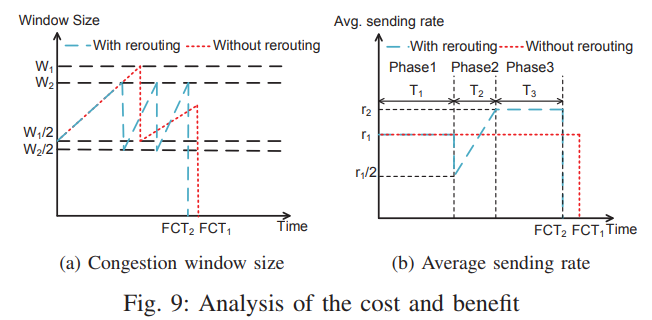 Window Size
With rerouting
Without rerouting
W₁
W₂
W₁/2
W₂/2
FCT₂ FCT₁
Time
(a) Congestion window size
Avg. sending rate
With rerouting
Without rerouting
Phase1 Phase2 Phase3
T₁ T₂ T₃
r₂
r₁
r₁/2
FCT₂ FCT₁ Time
(b) Average sending rate
Fig. 9: Analysis of the cost and benefit